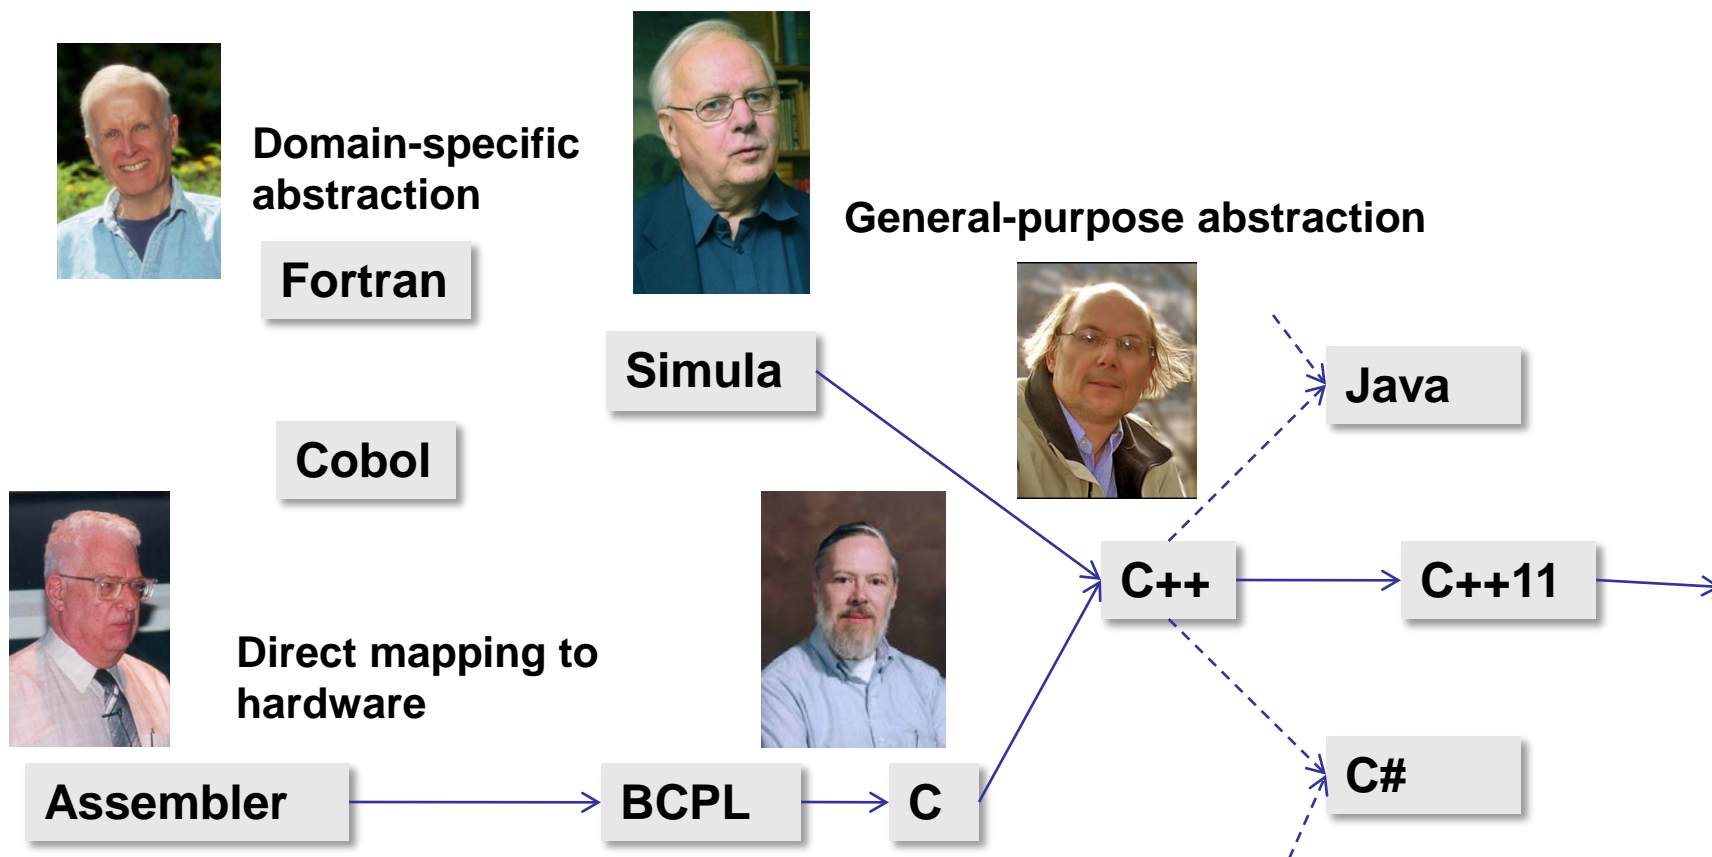 Domain-specific
abstraction
General-purpose abstraction
Fortran
Simula
Java
Cobol
C++
C++11
Direct mapping to
hardware
Assembler
BCPL
C
C#